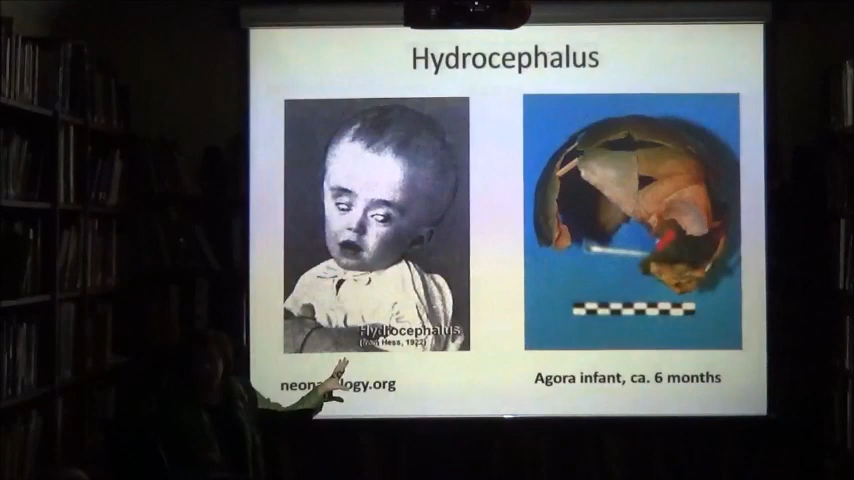 Hydrocephalus
Hydrocephalus
(from Hess, 1922)
neonatology.org
Agora infant, ca. 6 months